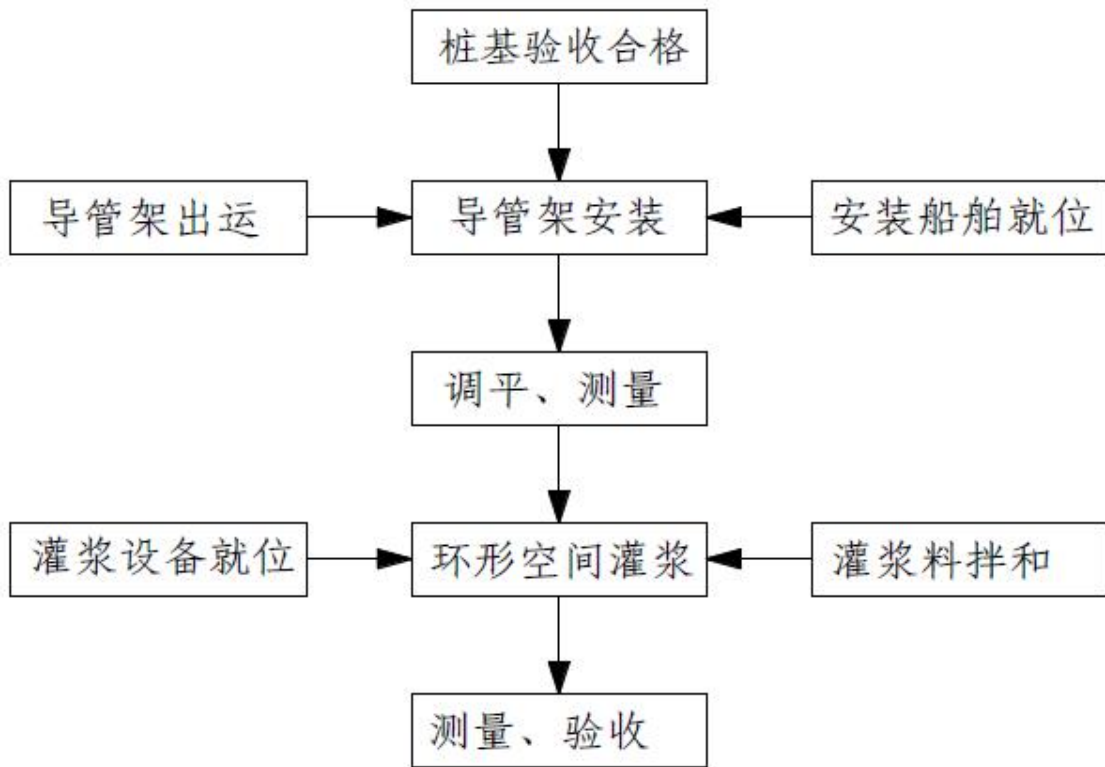 桩基验收合格
导管架出运
导管架安装
安装船舶就位
调平、测量
灌浆设备就位
环形空间灌浆
灌浆料拌和
测量、验收